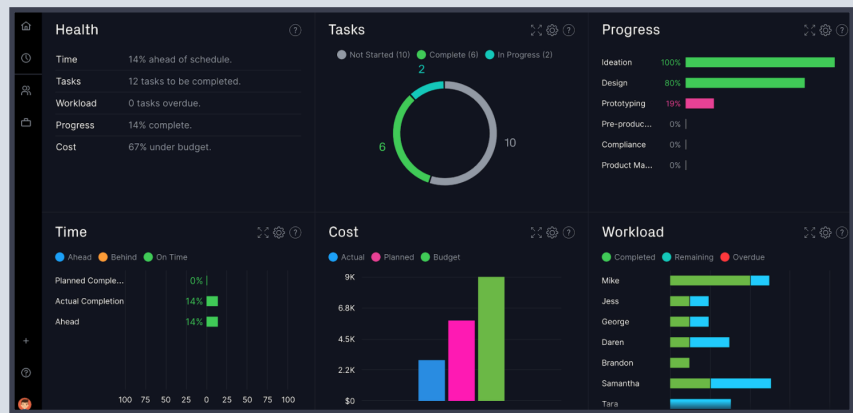 Health
Time 14% ahead of schedule.
Tasks 12 tasks to be completed.
Workload 0 tasks overdue.
Progress 14% complete.
Cost 67% under budget.
Tasks
Not Started (10) Complete (6) In Progress (2)
2
6
10
Progress
Ideation 100%
Design 80%
Prototyping 19%
Pre-produc... 0%
Compliance 0%
Product Ma... 0%
Time
Ahead Behind On Time
Planned Comple... 0%
Actual Completion 14%
Ahead 14%
100 75 50 25 0 25 50 75 100
Cost
Actual Planned Budget
9K
6.8K
4.5K
2.2K
$0
Workload
Completed Remaining Overdue
Mike
Jess
George
Daren
Brandon
Samantha
Tara